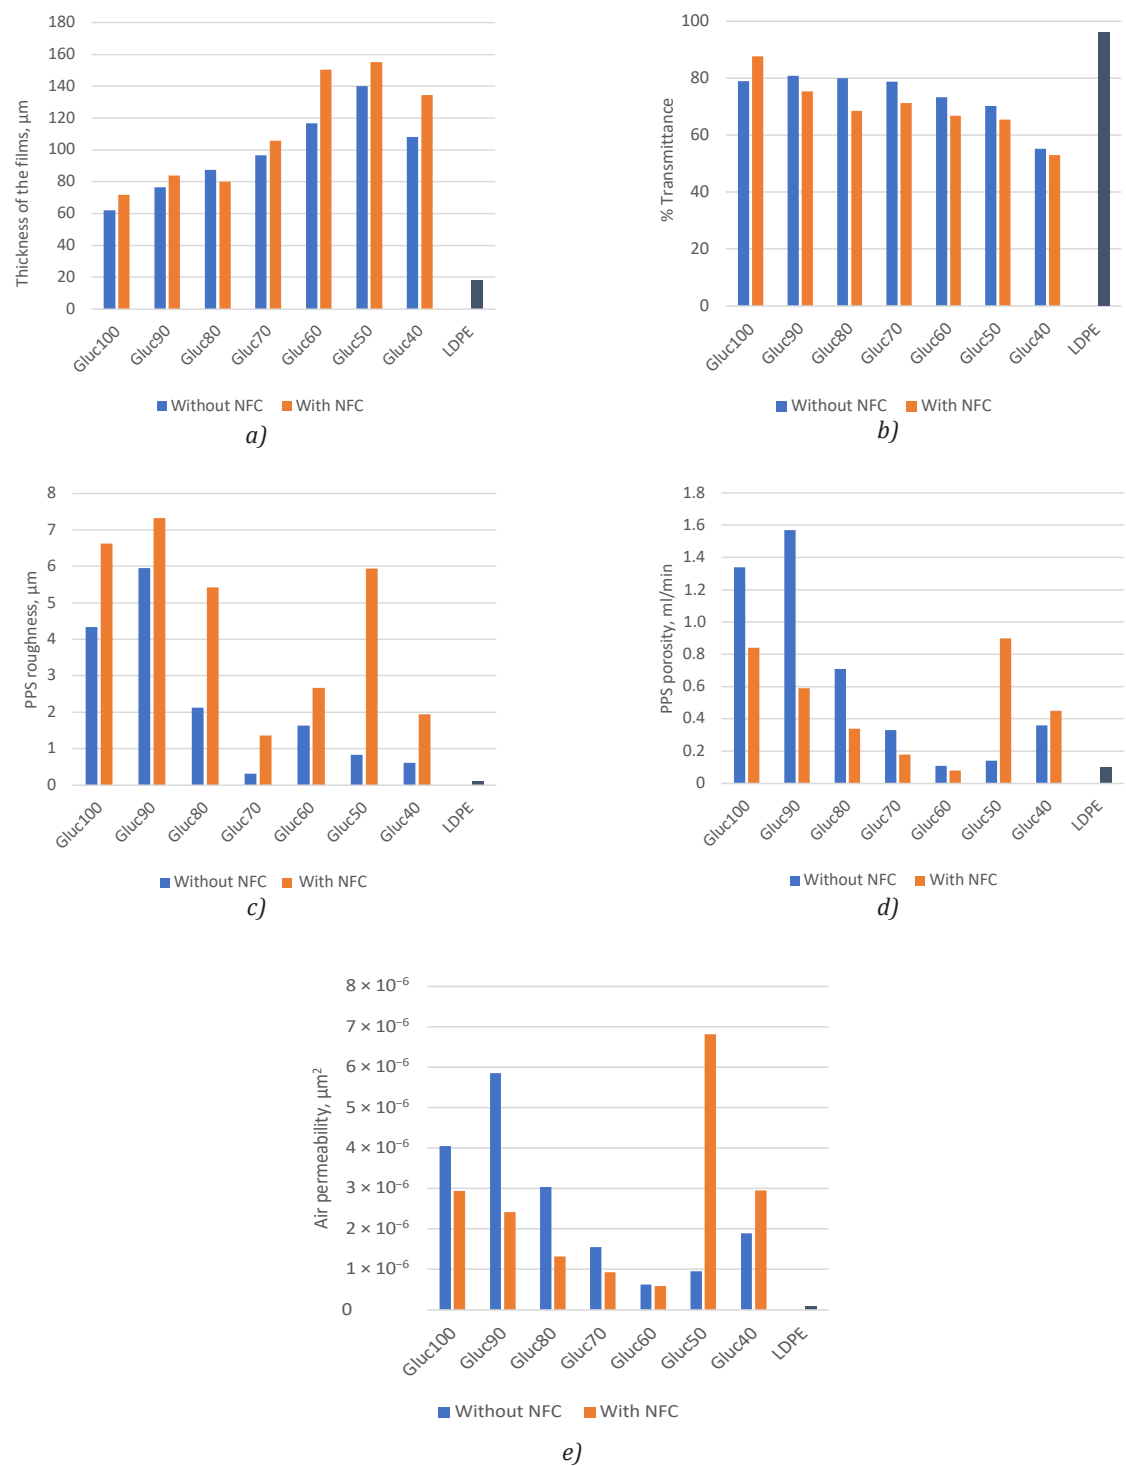 Thickness of the films, μm
180
160
140
120
100
80
60
40
20
0
Gluc100 Gluc90 Gluc80 Gluc70 Gluc60 Gluc50 Gluc40 LDPE
Without NFC With NFC
a)
% Transmittance
100
80
60
40
20
0
Gluc100 Gluc90 Gluc80 Gluc70 Gluc60 Gluc50 Gluc40 LDPE
Without NFC With NFC
b)
PPS roughness, μm
8
7
6
5
4
3
2
1
0
Gluc100 Gluc90 Gluc80 Gluc70 Gluc60 Gluc50 Gluc40 LDPE
Without NFC With NFC
c)
PPS porosity, ml/min
1.8
1.6
1.4
1.2
1.0
0.8
0.6
0.4
0.2
0
Gluc100 Gluc90 Gluc80 Gluc70 Gluc60 Gluc50 Gluc40 LDPE
Without NFC With NFC
d)
Air permeability, μm²
8 × 10⁻⁶
7 × 10⁻⁶
6 × 10⁻⁶
5 × 10⁻⁶
4 × 10⁻⁶
3 × 10⁻⁶
2 × 10⁻⁶
1 × 10⁻⁶
0
Gluc100 Gluc90 Gluc80 Gluc70 Gluc60 Gluc50 Gluc40 LDPE
Without NFC With NFC
e)